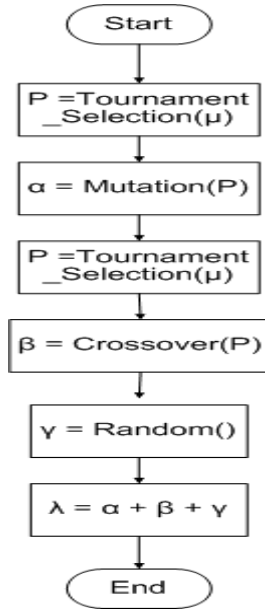 Start
P =Tournament
_Selection(μ)
α = Mutation(P)
P =Tournament
_Selection(μ)
β = Crossover(P)
γ = Random()
λ = α + β + γ
End